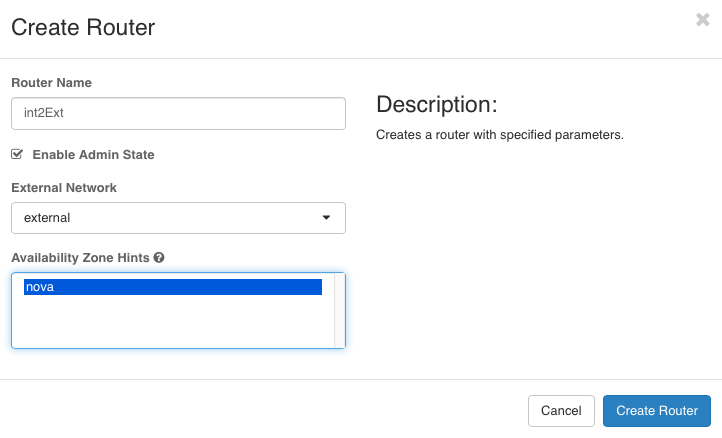 Create Router
Router Name
int2Ext
Enable Admin State
External Network
external
Availability Zone Hints
nova
Description:
Creates a router with specified parameters.
Cancel
Create Router